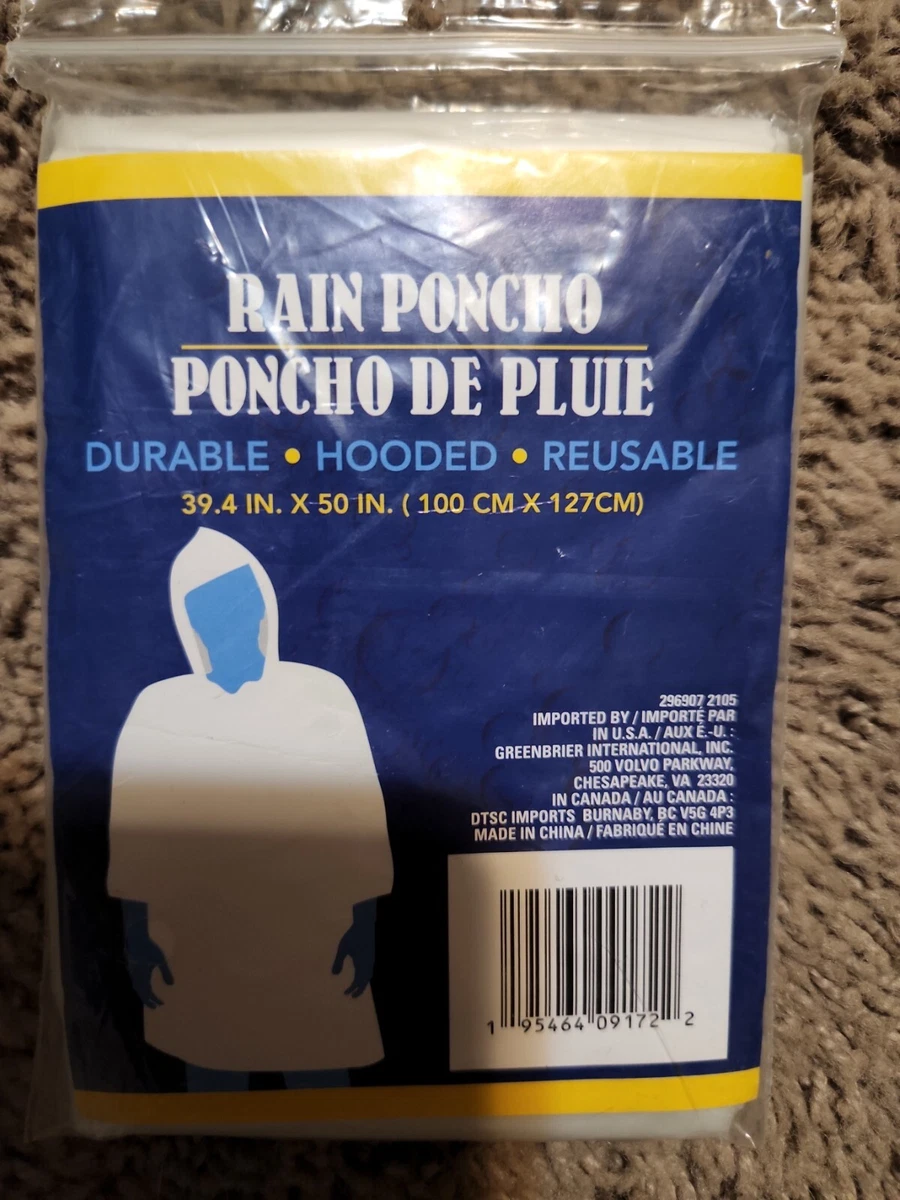 RAIN PONCHO
PONCHO DE PLUIE
DURABLE • HOODED • REUSABLE
39.4 IN. X 50 IN. ( 100 CM X 127CM)
296907 2105
IMPORTED BY / IMPORTÉ PAR
IN U.S.A. / AUX É.-U. :
GREENBRIER INTERNATIONAL, INC.
500 VOLVO PARKWAY,
CHESAPEAKE, VA 23320
IN CANADA / AU CANADA :
DTSC IMPORTS BURNABY, BC V5G 4P3
MADE IN CHINA / FABRIQUÉ EN CHINE
1 95464 09172 2